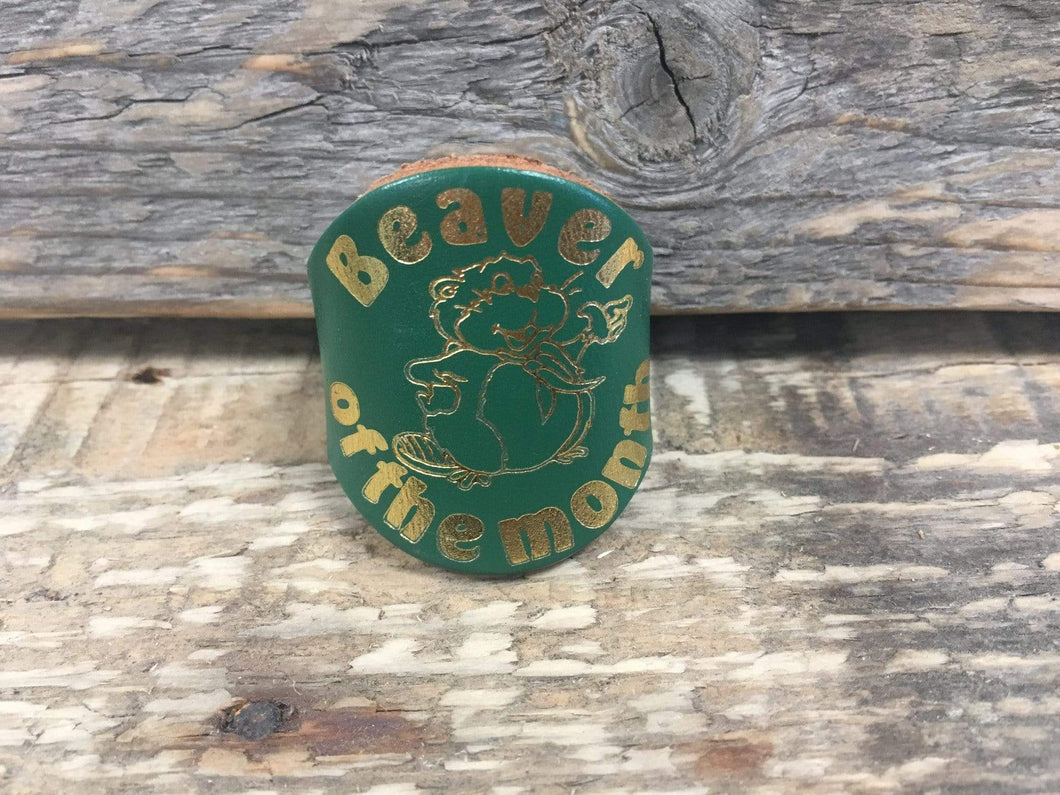 Beaver
of the month